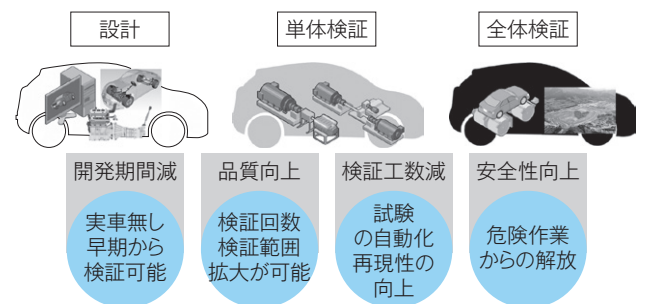 設計
単体検証
全体検証
開発期間減
品質向上
検証工数減
安全性向上
実車無し
早期から
検証可能
検証回数
検証範囲
拡大が可能
試験
の自動化
再現性の
向上
危険作業
からの解放